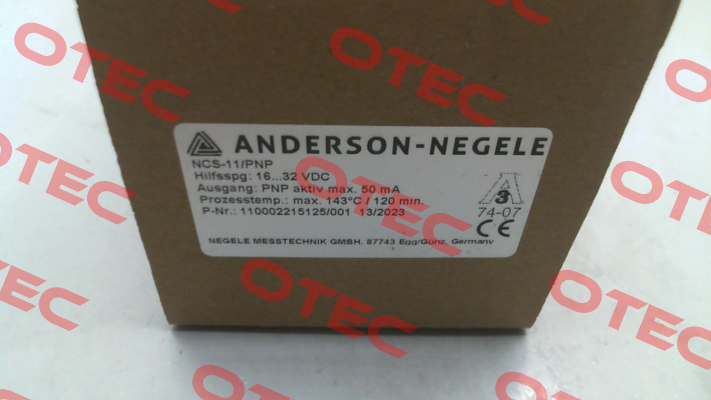 ANDERSON-NEGELE
NCS-11/PNP
Hilfsspg: 16...32 VDC
Ausgang: PNP aktiv max. 50 mA
Prozesstemp.: max. 143°C / 120 min.
P-Nr.: 110002215125/001 13/2023
3
74-07
CE
NEGELE MESSTECHNIK GMBH, 87743 Egg/Günz, Germany
OTEC
OTEC
OTEC
OTEC
OTEC
OTEC
OTEC
OTEC
OTEC